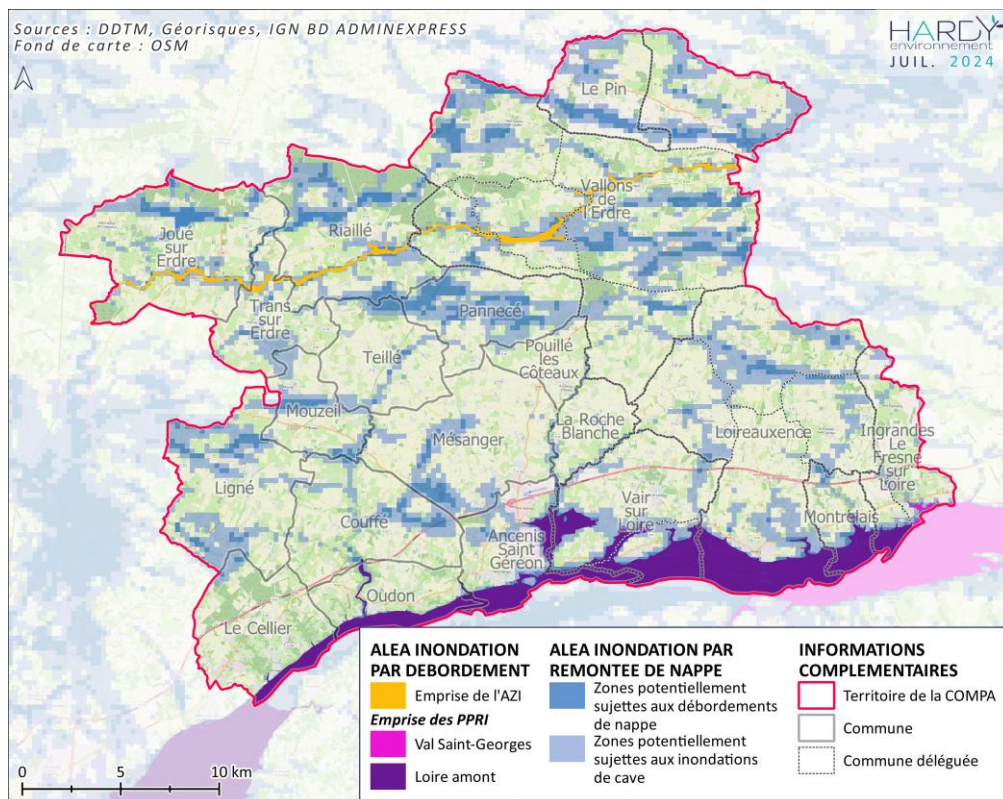 Sources : DDTM, Géorisques, IGN BD ADMINEXPRESS
Fond de carte : OSM
HARDY
environnement
JUIL. 2024
Le Pin
Vallons
de
l'Erdre
Joué
sur
Erdre
Riaillé
Trans
sur
Erdre
Pannecé
Teillé
Pouillé
les
Côteaux
Mouzeil
Mésanger
La Roche
Blanche
Loireauxence
Ingrandes
Le Fresne
sur
Loire
Ligné
Couffé
Vair
sur
Loire
Montrelais
Ancenis
Saint
Géréon
Oudon
Le Cellier
ALEA INONDATION
PAR DEBORDEMENT
Emprise de l'AZI
Emprise des PPRI
Val Saint-Georges
Loire amont
ALEA INONDATION PAR
REMONTEE DE NAPPE
Zones potentiellement
sujettes aux débordements
de nappe
Zones potentiellement
sujettes aux inondations
de cave
INFORMATIONS
COMPLEMENTAIRES
Territoire de la COMPA
Commune
Commune déléguée
0 5 10 km